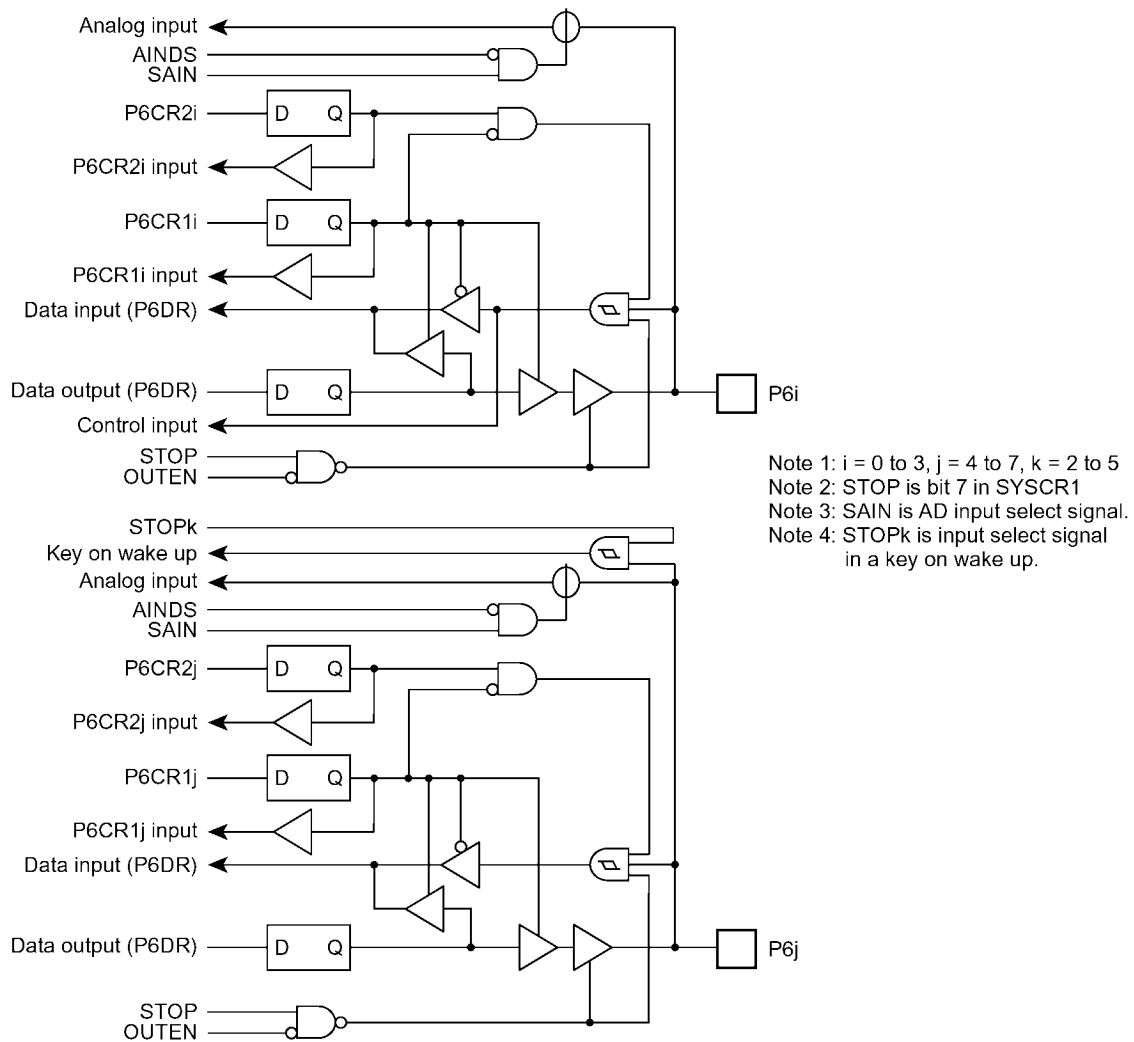 Analog input
AINDS
SAIN
P6CR2i
D Q
P6CR2i input
P6CR1i
D Q
P6CR1i input
Data input (P6DR)
Data output (P6DR)
D Q
P6i
Control input
STOP
OUTEN
Note 1: i = 0 to 3, j = 4 to 7, k = 2 to 5
Note 2: STOP is bit 7 in SYSCR1
Note 3: SAIN is AD input select signal.
Note 4: STOPk is input select signal
in a key on wake up.
STOPk
Key on wake up
Analog input
AINDS
SAIN
P6CR2j
D Q
P6CR2j input
P6CR1j
D Q
P6CR1j input
Data input (P6DR)
Data output (P6DR)
D Q
P6j
STOP
OUTEN